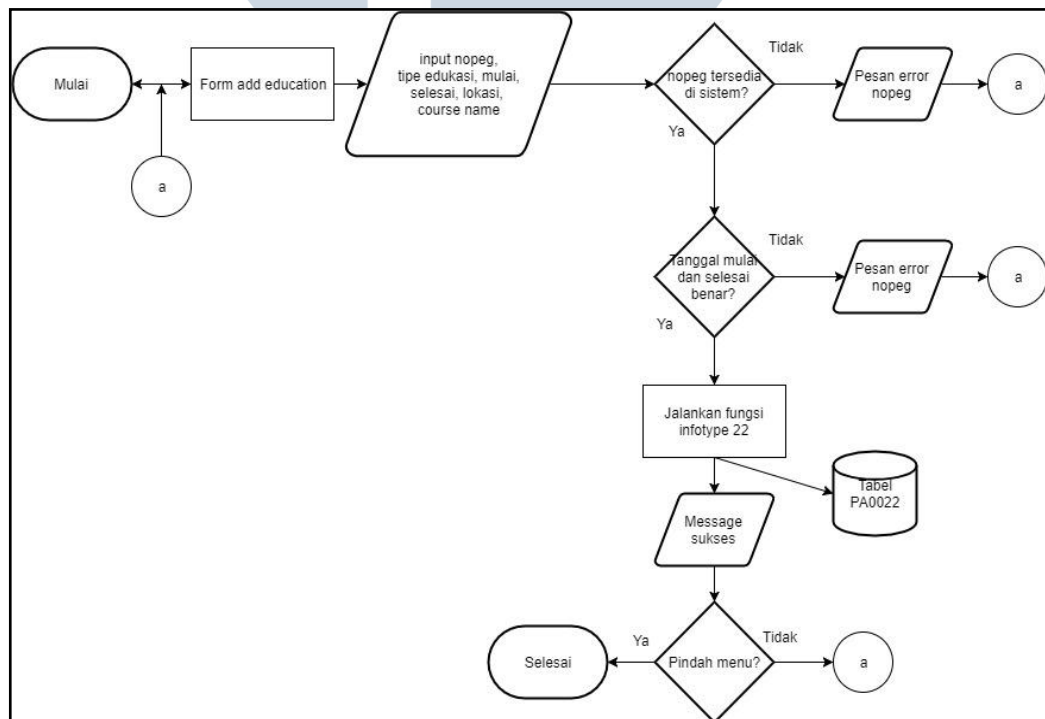 Mulai
Form add education
input nopeg,
tipe edukasi, mulai,
selesai, lokasi,
course name
nopeg tersedia
di sistem?
Tidak
Pesan error
nopeg
a
a
Ya
Tanggal mulai
dan selesai
benar?
Tidak
Pesan error
nopeg
a
Ya
Jalankan fungsi
infotype 22
Tabel
PA0022
Message
sukses
Pindah menu?
Ya
Selesai
Tidak
a